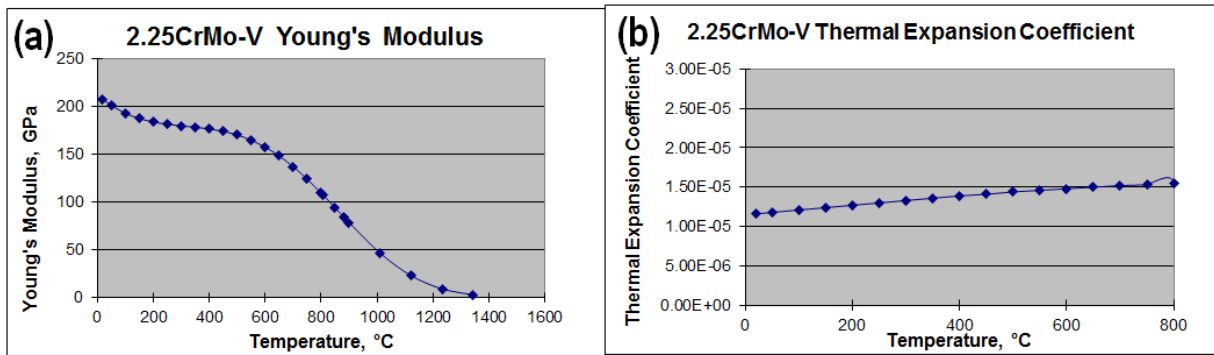 (a)
2.25CrMo-V Young's Modulus
Young's Modulus, GPa
250
200
150
100
50
0
0 200 400 600 800 1000 1200 1400 1600
Temperature, °C
(b)
2.25CrMo-V Thermal Expansion Coefficient
Thermal Expansion Coefficient
3.00E-05
2.50E-05
2.00E-05
1.50E-05
1.00E-05
5.00E-06
0.00E+00
0 200 400 600 800
Temperature, °C